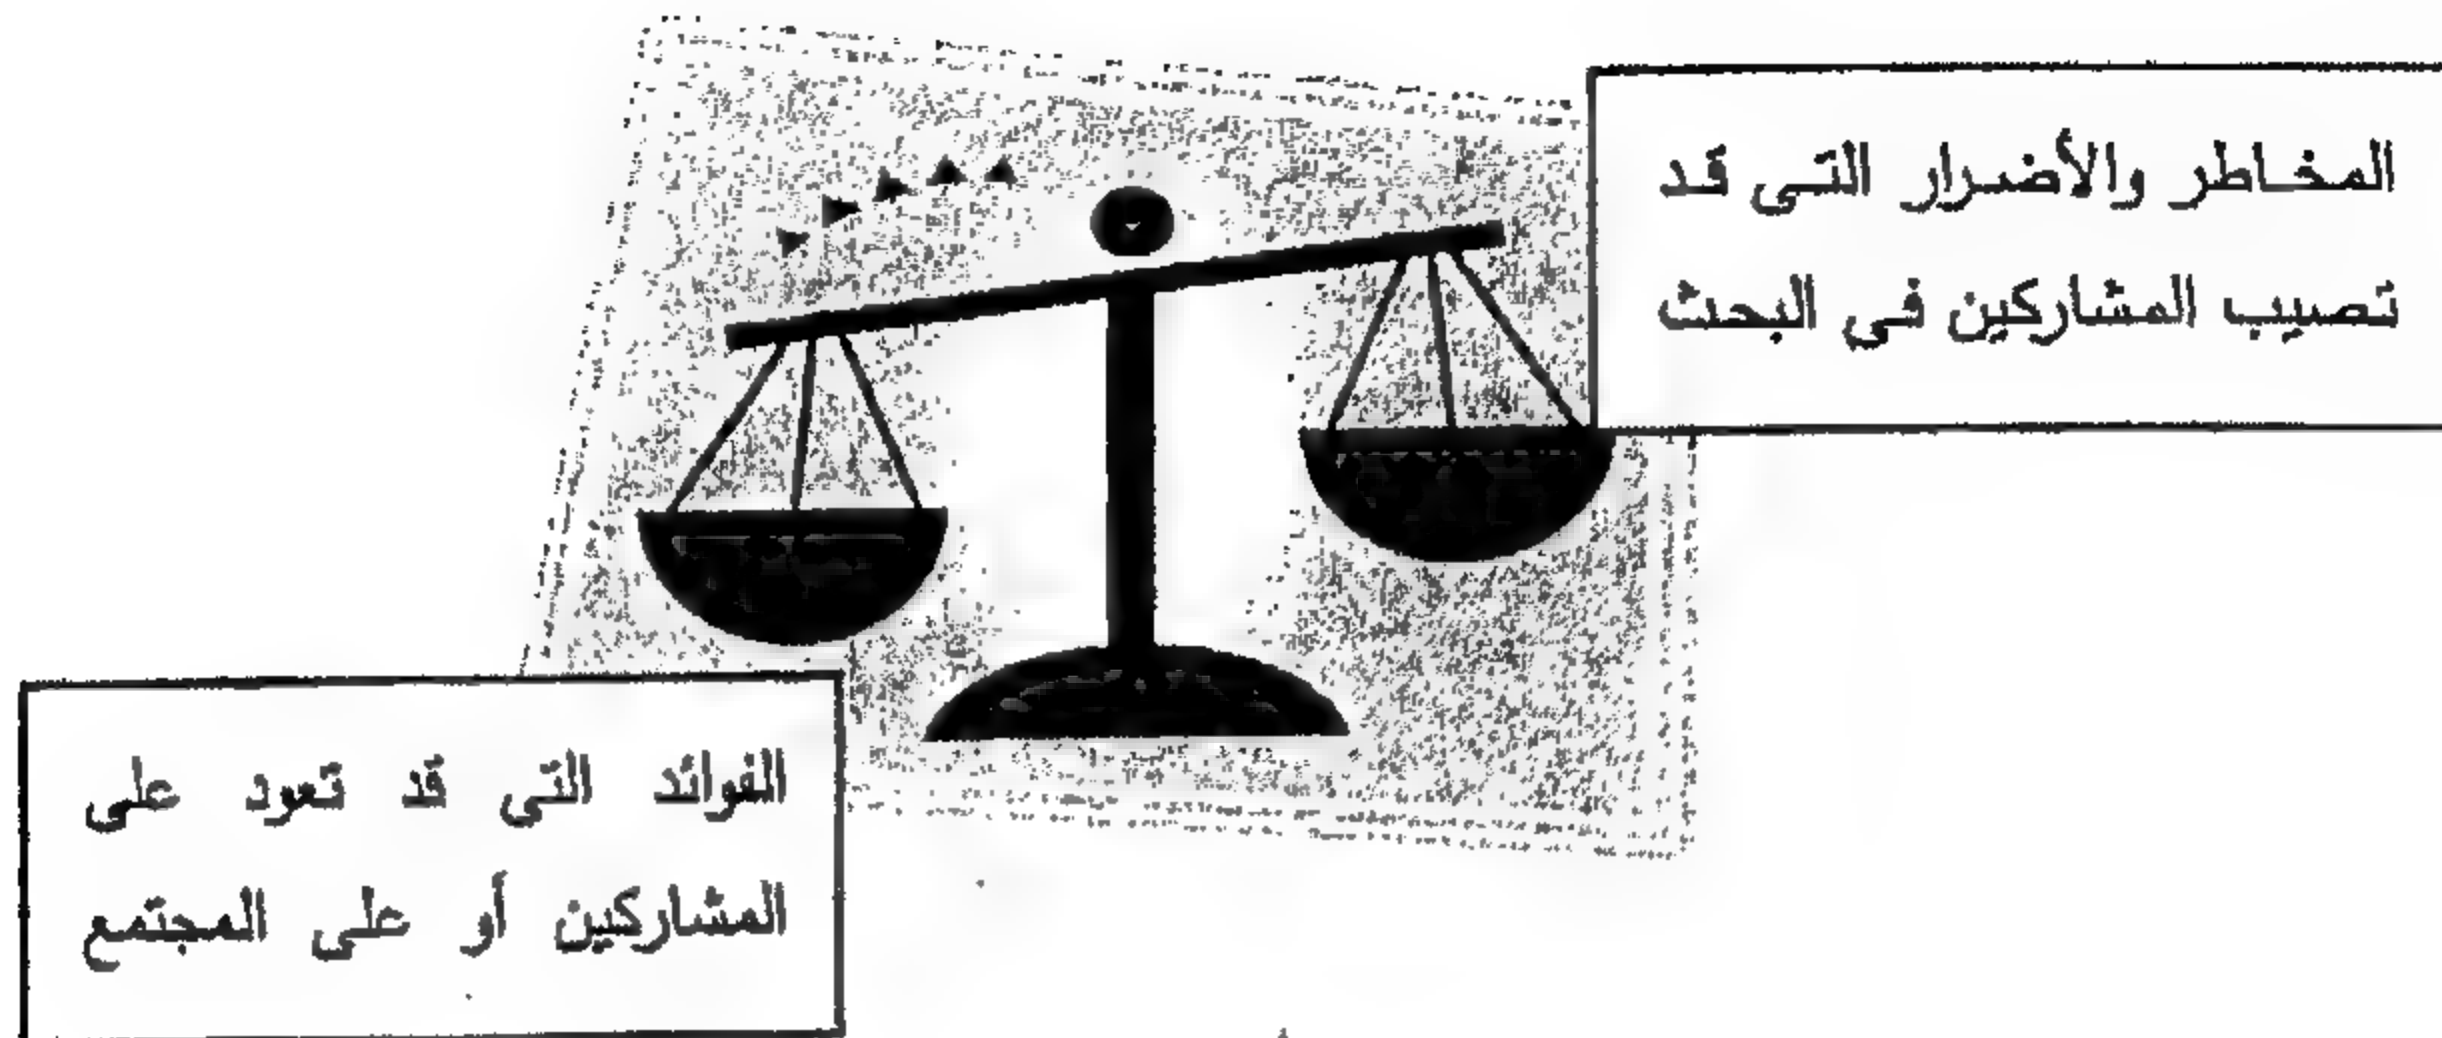 المخاطر والأضرار التى قد
تصيب المشاركين فى البحث
الفوائد التى قد تعود على
المشاركين أو على المجتمع